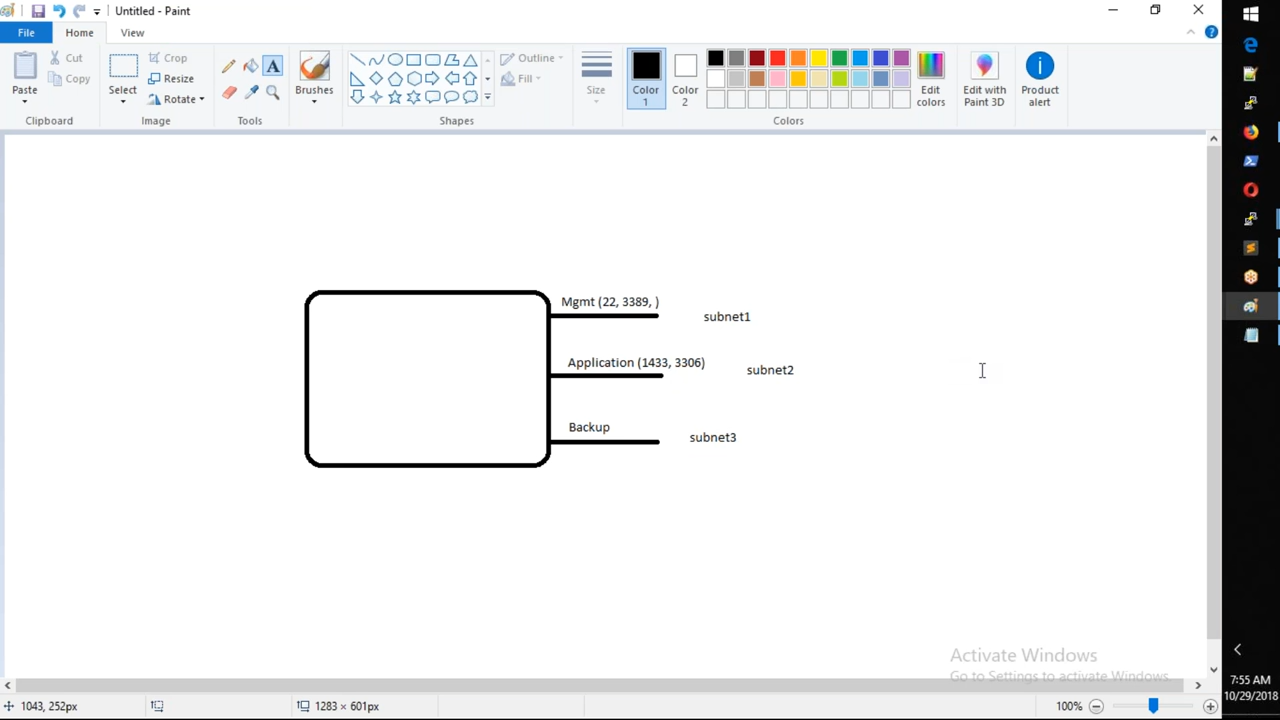 Untitled - Paint
File Home View
Paste
Cut
Copy
Clipboard
Select
Crop
Resize
Rotate
Image
A
Tools
Brushes
Shapes
Outline
Fill
Size
Color 1
Color 2
Edit colors
Colors
Edit with Paint 3D
Product alert
Mgmt (22, 3389, )
subnet1
Application (1433, 3306)
subnet2
Backup
subnet3
Activate Windows
Go to Settings to activate Windows.
1043, 252px
1283 × 601px
100%
7:55 AM
10/29/2018